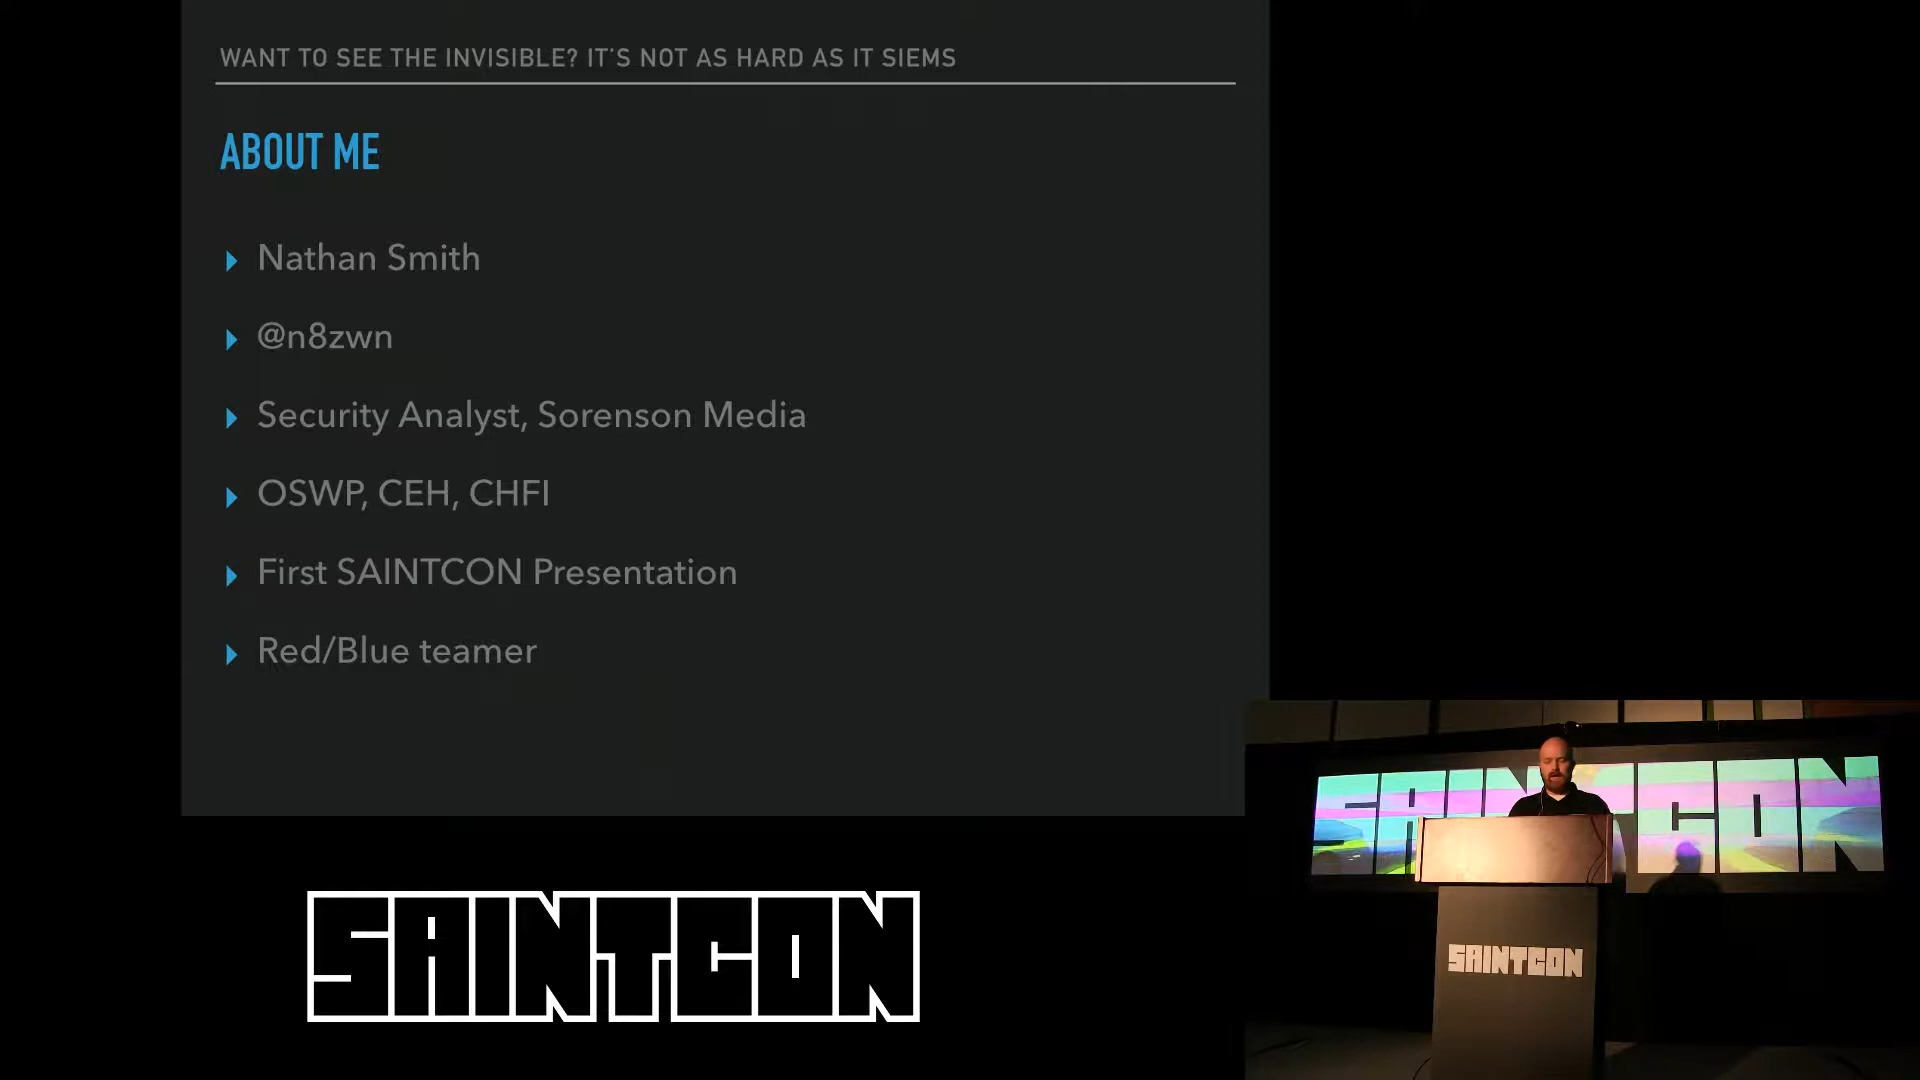 WANT TO SEE THE INVISIBLE? IT'S NOT AS HARD AS IT SIEMS
ABOUT ME
Nathan Smith
@n8zwn
Security Analyst, Sorenson Media
OSWP, CEH, CHFI
First SAINTCON Presentation
Red/Blue teamer
SAINTCON
SAINTCON
SAINTCON